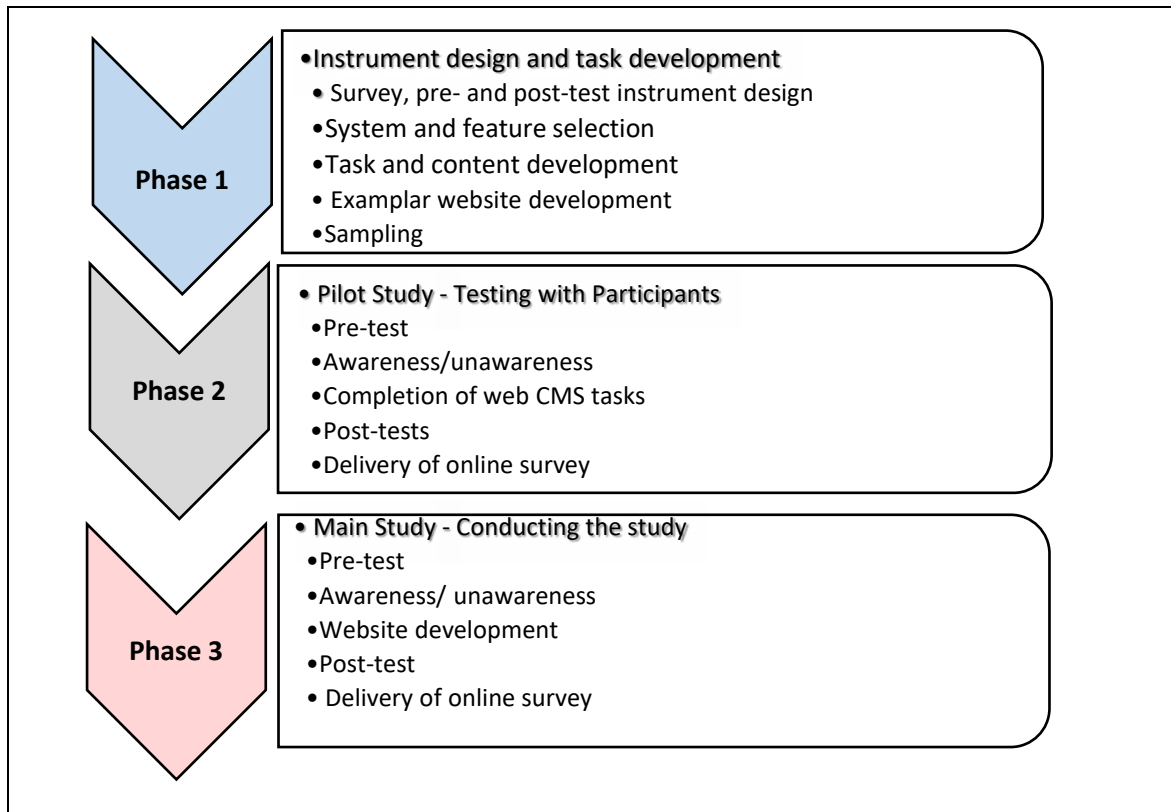 Phase 1
•Instrument design and task development
• Survey, pre- and post-test instrument design
•System and feature selection
•Task and content development
• Examplar website development
•Sampling
Phase 2
• Pilot Study - Testing with Participants
•Pre-test
•Awareness/unawareness
•Completion of web CMS tasks
•Post-tests
•Delivery of online survey
Phase 3
• Main Study - Conducting the study
•Pre-test
•Awareness/ unawareness
•Website development
•Post-test
• Delivery of online survey